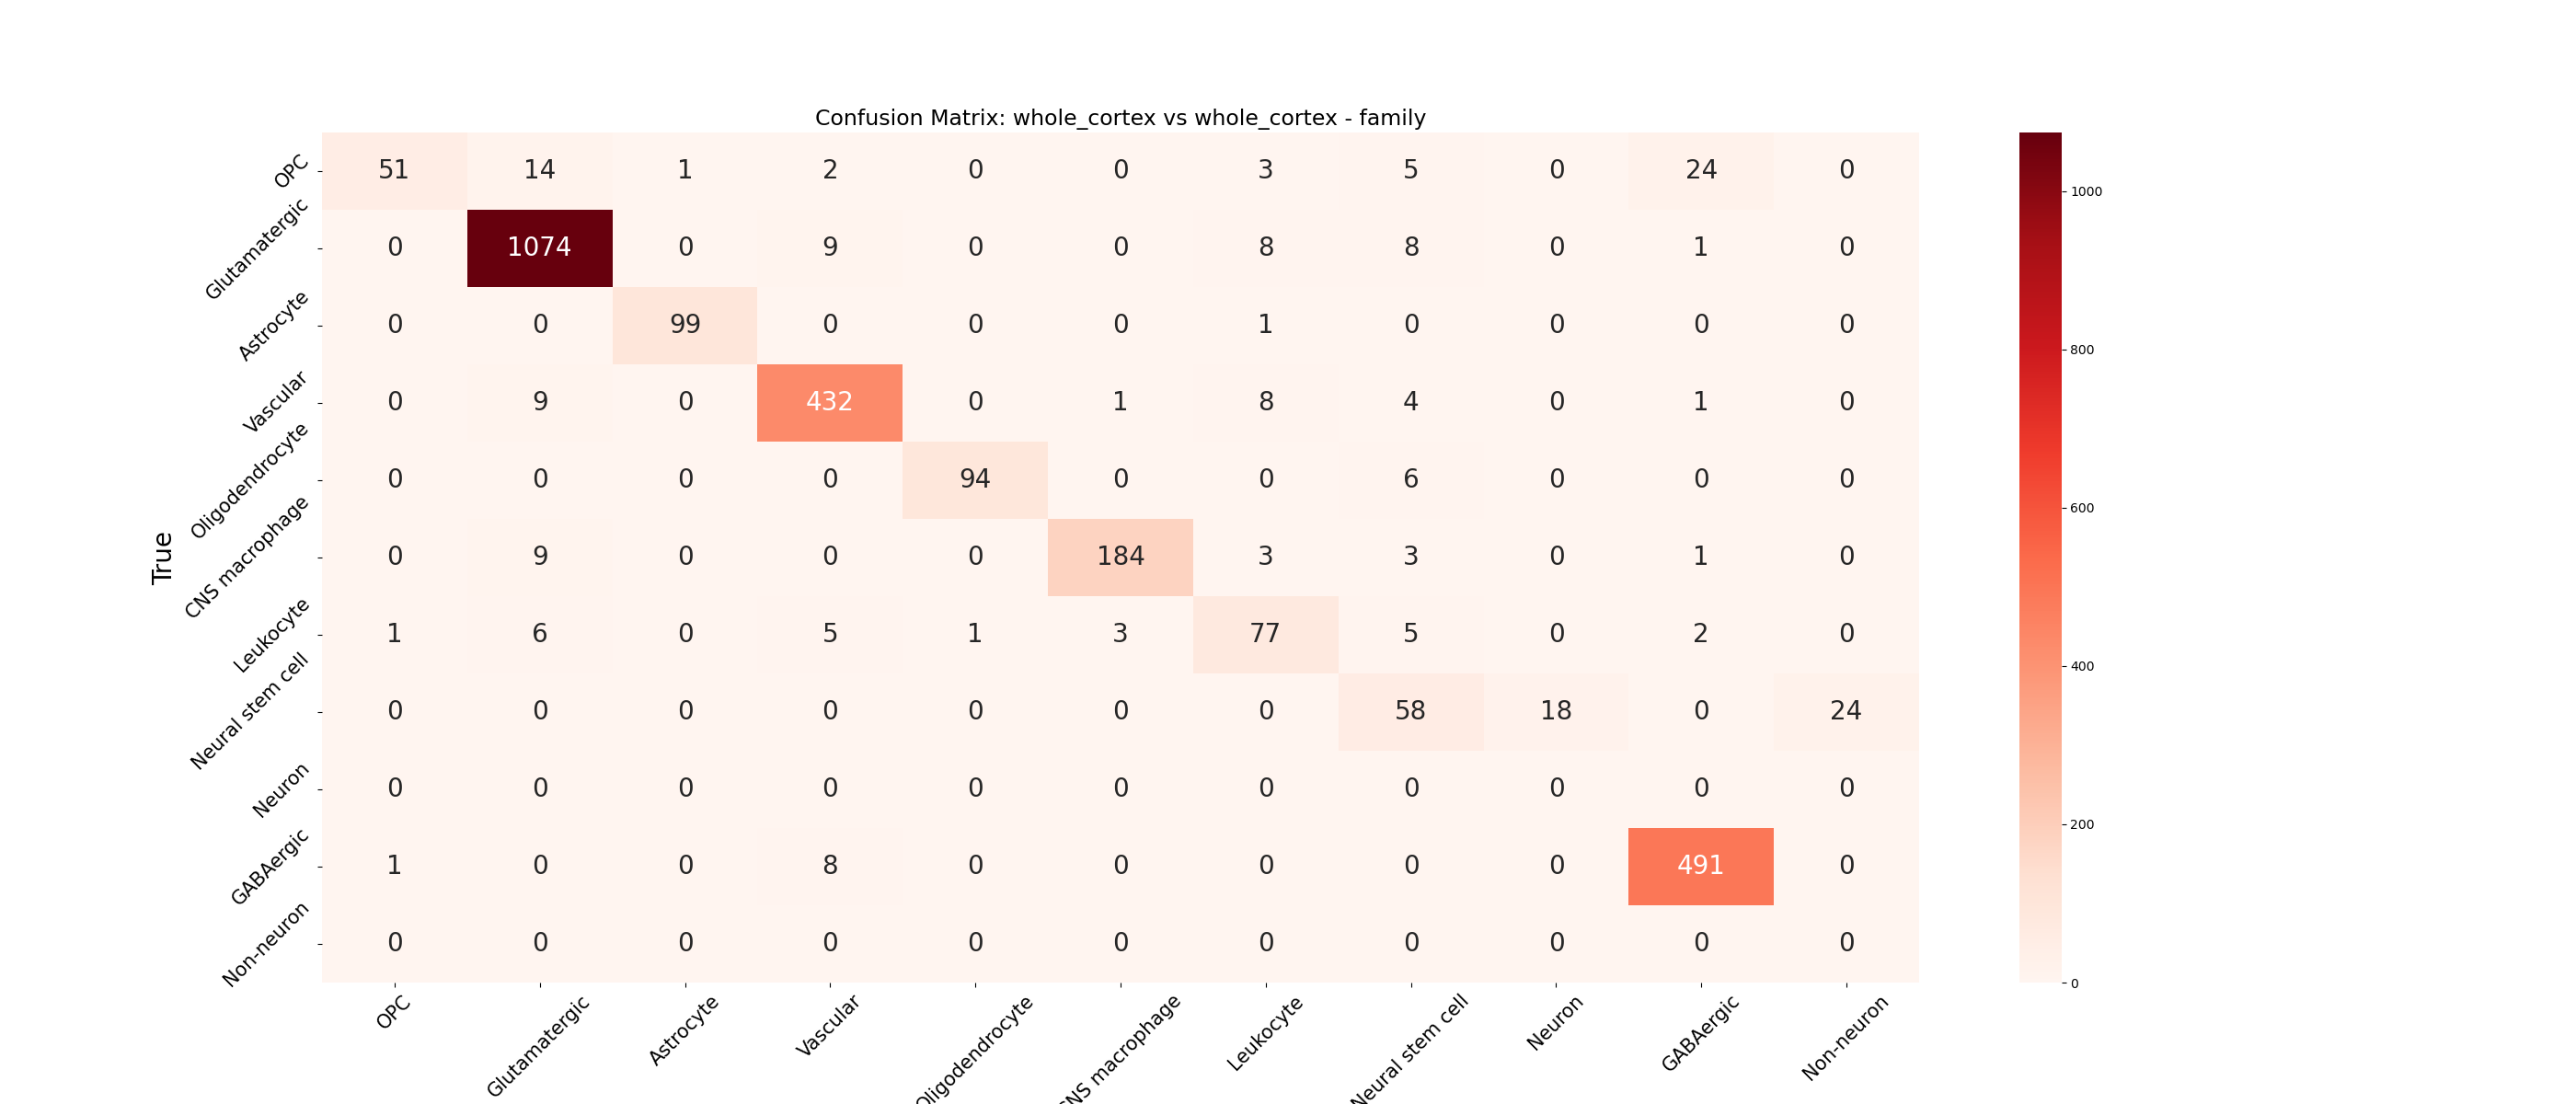 Confusion Matrix: whole_cortex vs whole_cortex - family
True
OPC 51 14 1 2 0 0 3 5 0 24 0
Glutamatergic 0 1074 0 9 0 0 8 8 0 1 0
Astrocyte 0 0 99 0 0 0 1 0 0 0 0
Vascular 0 9 0 432 0 1 8 4 0 1 0
Oligodendrocyte 0 0 0 0 94 0 0 6 0 0 0
CNS macrophage 0 9 0 0 0 184 3 3 0 1 0
Leukocyte 1 6 0 5 1 3 77 5 0 2 0
Neural stem cell 0 0 0 0 0 0 0 58 18 0 24
Neuron 0 0 0 0 0 0 0 0 0 0 0
GABAergic 1 0 0 8 0 0 0 0 0 491 0
Non-neuron 0 0 0 0 0 0 0 0 0 0 0
OPC Glutamatergic Astrocyte Vascular Oligodendrocyte CNS macrophage Leukocyte Neural stem cell Neuron GABAergic Non-neuron
1000
800
600
400
200
0